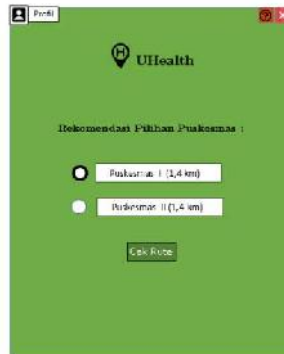 Profil
UHealth
Rekomendasi Pilihan Puskesmas :
Puskesmas I (1,4 km)
Puskesmas II (1,4 km)
Cek Rute